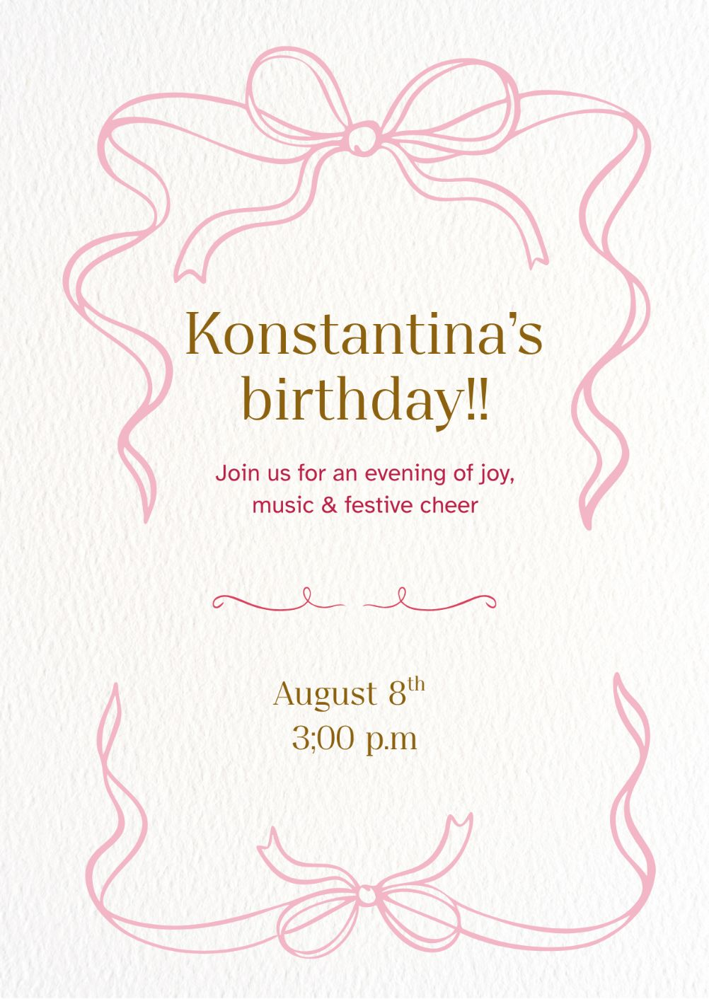 Konstantina’s
birthday!!
Join us for an evening of joy,
music & festive cheer
August 8th
3;00 p.m